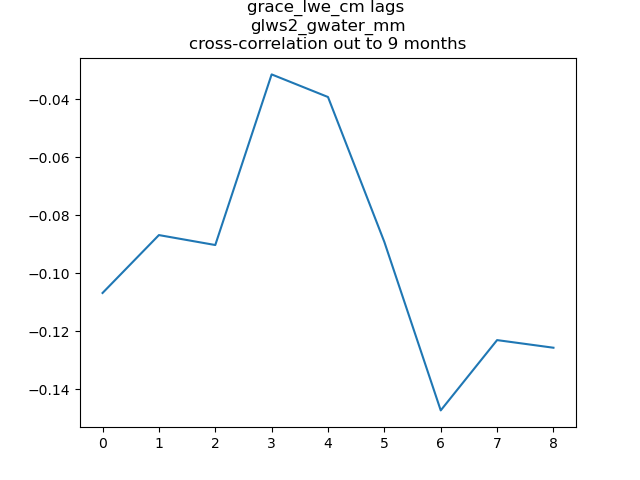 grace_lwe_cm lags
glws2_gwater_mm
cross-correlation out to 9 months
−0.04
−0.06
−0.08
−0.10
−0.12
−0.14
0 1 2 3 4 5 6 7 8